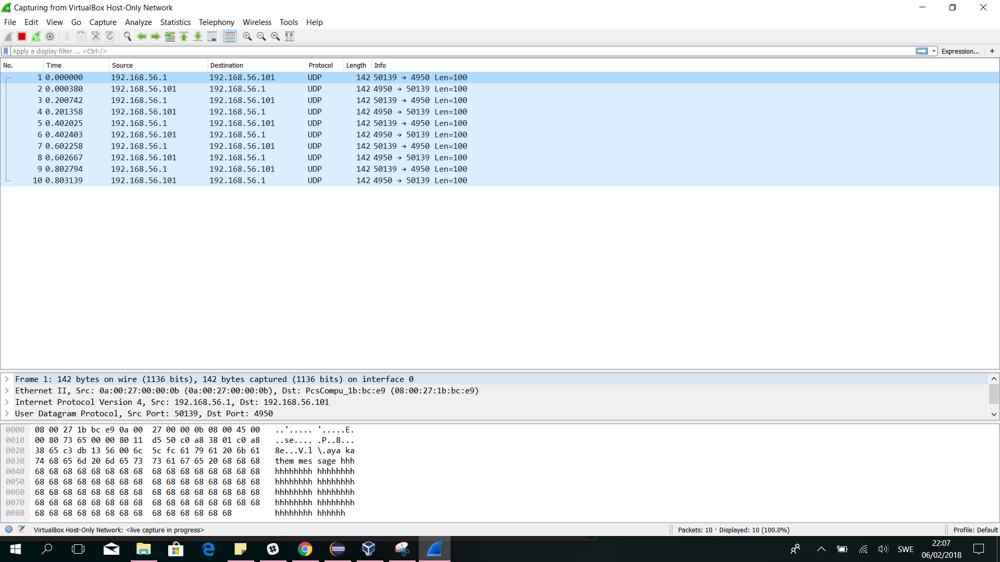 Capturing from VirtualBox Host-Only Network
File Edit View Go Capture Analyze Statistics Telephony Wireless Tools Help
Apply a display filter ... <Ctrl-/> Expression... +
No. Time Source Destination Protocol Length Info
1 0.000000 192.168.56.1 192.168.56.101 UDP 142 50139 → 4950 Len=100
2 0.000380 192.168.56.101 192.168.56.1 UDP 142 4950 → 50139 Len=100
3 0.200742 192.168.56.1 192.168.56.101 UDP 142 50139 → 4950 Len=100
4 0.201358 192.168.56.101 192.168.56.1 UDP 142 4950 → 50139 Len=100
5 0.402025 192.168.56.1 192.168.56.101 UDP 142 50139 → 4950 Len=100
6 0.402403 192.168.56.101 192.168.56.1 UDP 142 4950 → 50139 Len=100
7 0.602258 192.168.56.1 192.168.56.101 UDP 142 50139 → 4950 Len=100
8 0.602667 192.168.56.101 192.168.56.1 UDP 142 4950 → 50139 Len=100
9 0.802794 192.168.56.1 192.168.56.101 UDP 142 50139 → 4950 Len=100
10 0.803139 192.168.56.101 192.168.56.1 UDP 142 4950 → 50139 Len=100
Frame 1: 142 bytes on wire (1136 bits), 142 bytes captured (1136 bits) on interface 0
Ethernet II, Src: 0a:00:27:00:00:0b (0a:00:27:00:00:0b), Dst: PcsCompu_1b:bc:e9 (08:00:27:1b:bc:e9)
Internet Protocol Version 4, Src: 192.168.56.1, Dst: 192.168.56.101
User Datagram Protocol, Src Port: 50139, Dst Port: 4950
0000 08 00 27 1b bc e9 0a 00 27 00 00 0b 08 00 45 00 ..'..... '.....E.
0010 00 80 73 65 00 00 80 11 d5 50 c0 a8 38 01 c0 a8 ..se.... .P..8...
0020 38 65 c3 db 13 56 00 6c 5c fc 61 79 61 20 6b 61 8e...V.l \.aya ka
0030 74 68 65 6d 20 6d 65 73 73 61 67 65 20 68 68 68 them mes sage hhh
0040 68 68 68 68 68 68 68 68 68 68 68 68 68 68 68 68 hhhhhhhh hhhhhhhh
0050 68 68 68 68 68 68 68 68 68 68 68 68 68 68 68 68 hhhhhhhh hhhhhhhh
0060 68 68 68 68 68 68 68 68 68 68 68 68 68 68 68 68 hhhhhhhh hhhhhhhh
0070 68 68 68 68 68 68 68 68 68 68 68 68 68 68 68 68 hhhhhhhh hhhhhhhh
0080 68 68 68 68 68 68 68 68 68 68 68 68 68 68 hhhhhhhh hhhhhh
VirtualBox Host-Only Network: <live capture in progress> Packets: 10 · Displayed: 10 (100.0%) Profile: Default
SWE 22:07
06/02/2018